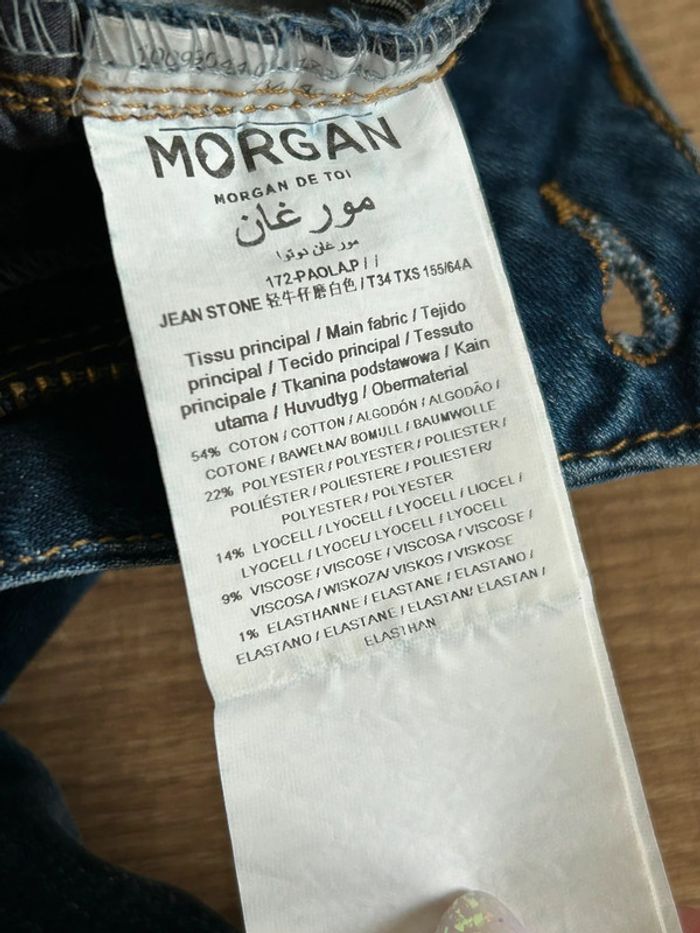 MORGAN
MORGAN DE TOI
مورغان
مورغان دوتوا
172-PAOLA.P / /
JEAN STONE 轻牛仔磨白色 / T34 TXS 155/64A
Tissu principal / Main fabric / Tejido
principal / Tecido principal / Tessuto
principale / Tkanina podstawowa / Kain
utama / Huvudtyg / Obermaterial
54% COTON / COTTON / ALGODÓN / ALGODÃO /
COTONE / BAWEŁNA/ BOMULL / BAUMWOLLE
22% POLYESTER / POLYESTER / POLIESTER /
POLIÉSTER / POLIESTERE / POLIESTER/
POLYESTER / POLYESTER
14% LYOCELL / LYOCELL / LYOCELL / LIOCEL /
LYOCELL / LYOCEL/ LYOCELL / LYOCELL
9% VISCOSE / VISCOSE / VISCOSA / VISCOSE /
VISCOSA / WISKOZA/ VISKOS / VISKOSE
1% ELASTHANNE / ELASTANE / ELASTANO /
ELASTANO / ELASTANE / ELASTAN/ ELASTAN /
ELASTHAN